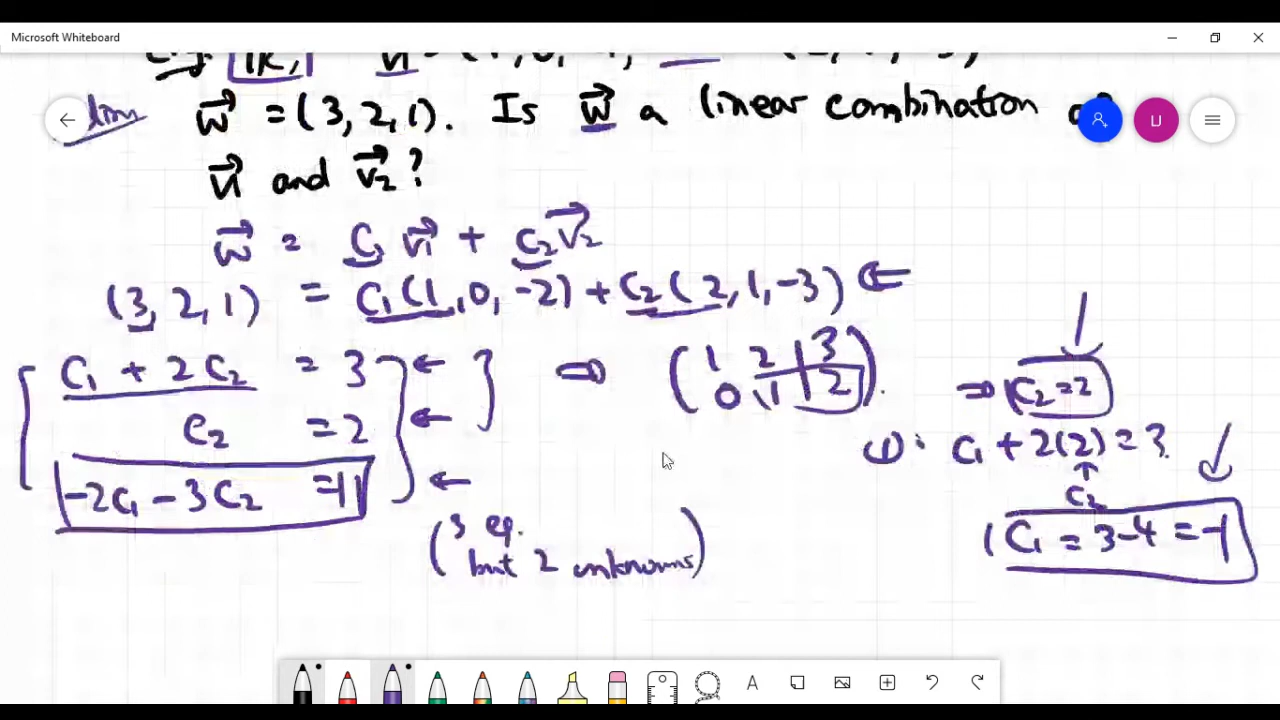 Microsoft Whiteboard
w⃗ = (3, 2, 1). Is w⃗ a linear combination
v⃗1 and v⃗2?
w⃗ = C1 v⃗1 + C2 v⃗2
(3, 2, 1) = C1 (1, 0, -2) + C2 (2, 1, -3) ⇐
C1 + 2C2 = 3 ←
C2 = 2 ←
-2C1 - 3C2 = 1 ←
(3 eq.
but 2 unknowns)
⇒ (1 2 | 3
0 1 | 2).
⇒ C2 = 2
(1): C1 + 2(2) = 3.
↑
C2
C1 = 3-4 = -1
LJ
A